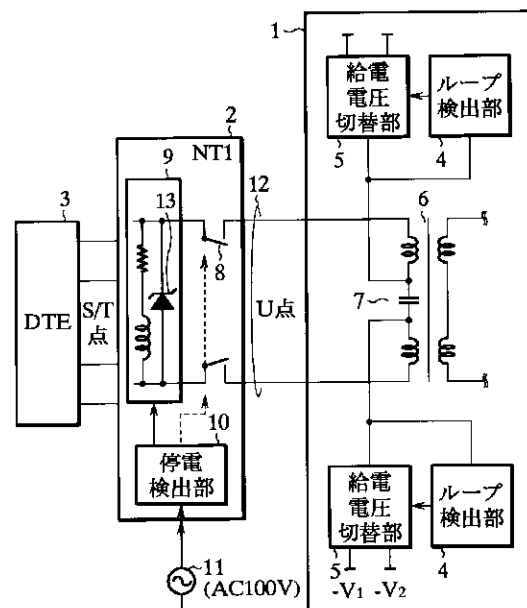 1
2
NT1
9
13
8
12
U点
3
DTE
S/T
点
停電
検出部
10
11
(AC100V)
給電
電圧
切替部
5
ループ
検出部
4
6
7
給電
電圧
切替部
5
ループ
検出部
4
-V1
-V2